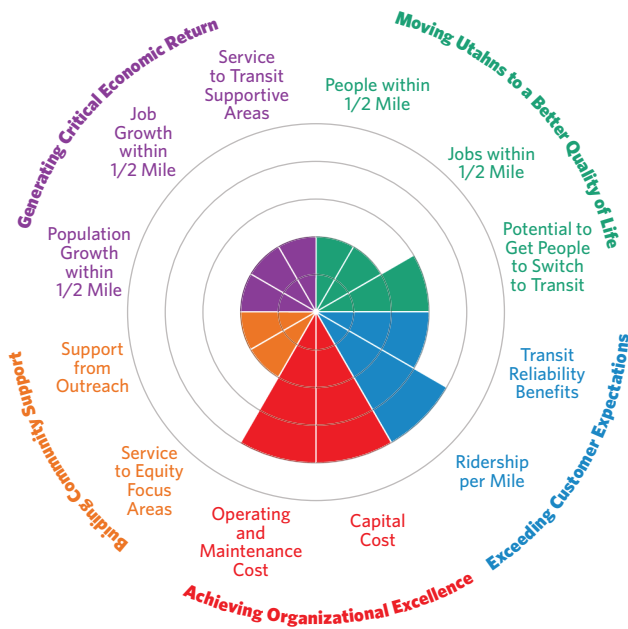 Generating Critical Economic Return
Moving Utahns to a Better Quality of Life
Service
to Transit
Supportive
Areas
People within
1/2 Mile
Job
Growth
within
1/2 Mile
Jobs within
1/2 Mile
Population
Growth
within
1/2 Mile
Potential to
Get People
to Switch
to Transit
Support
from
Outreach
Transit
Reliability
Benefits
Service
to Equity
Focus
Areas
Ridership
per Mile
Operating
and
Maintenance
Cost
Capital
Cost
Building Community Support
Exceeding Customer Expectations
Achieving Organizational Excellence